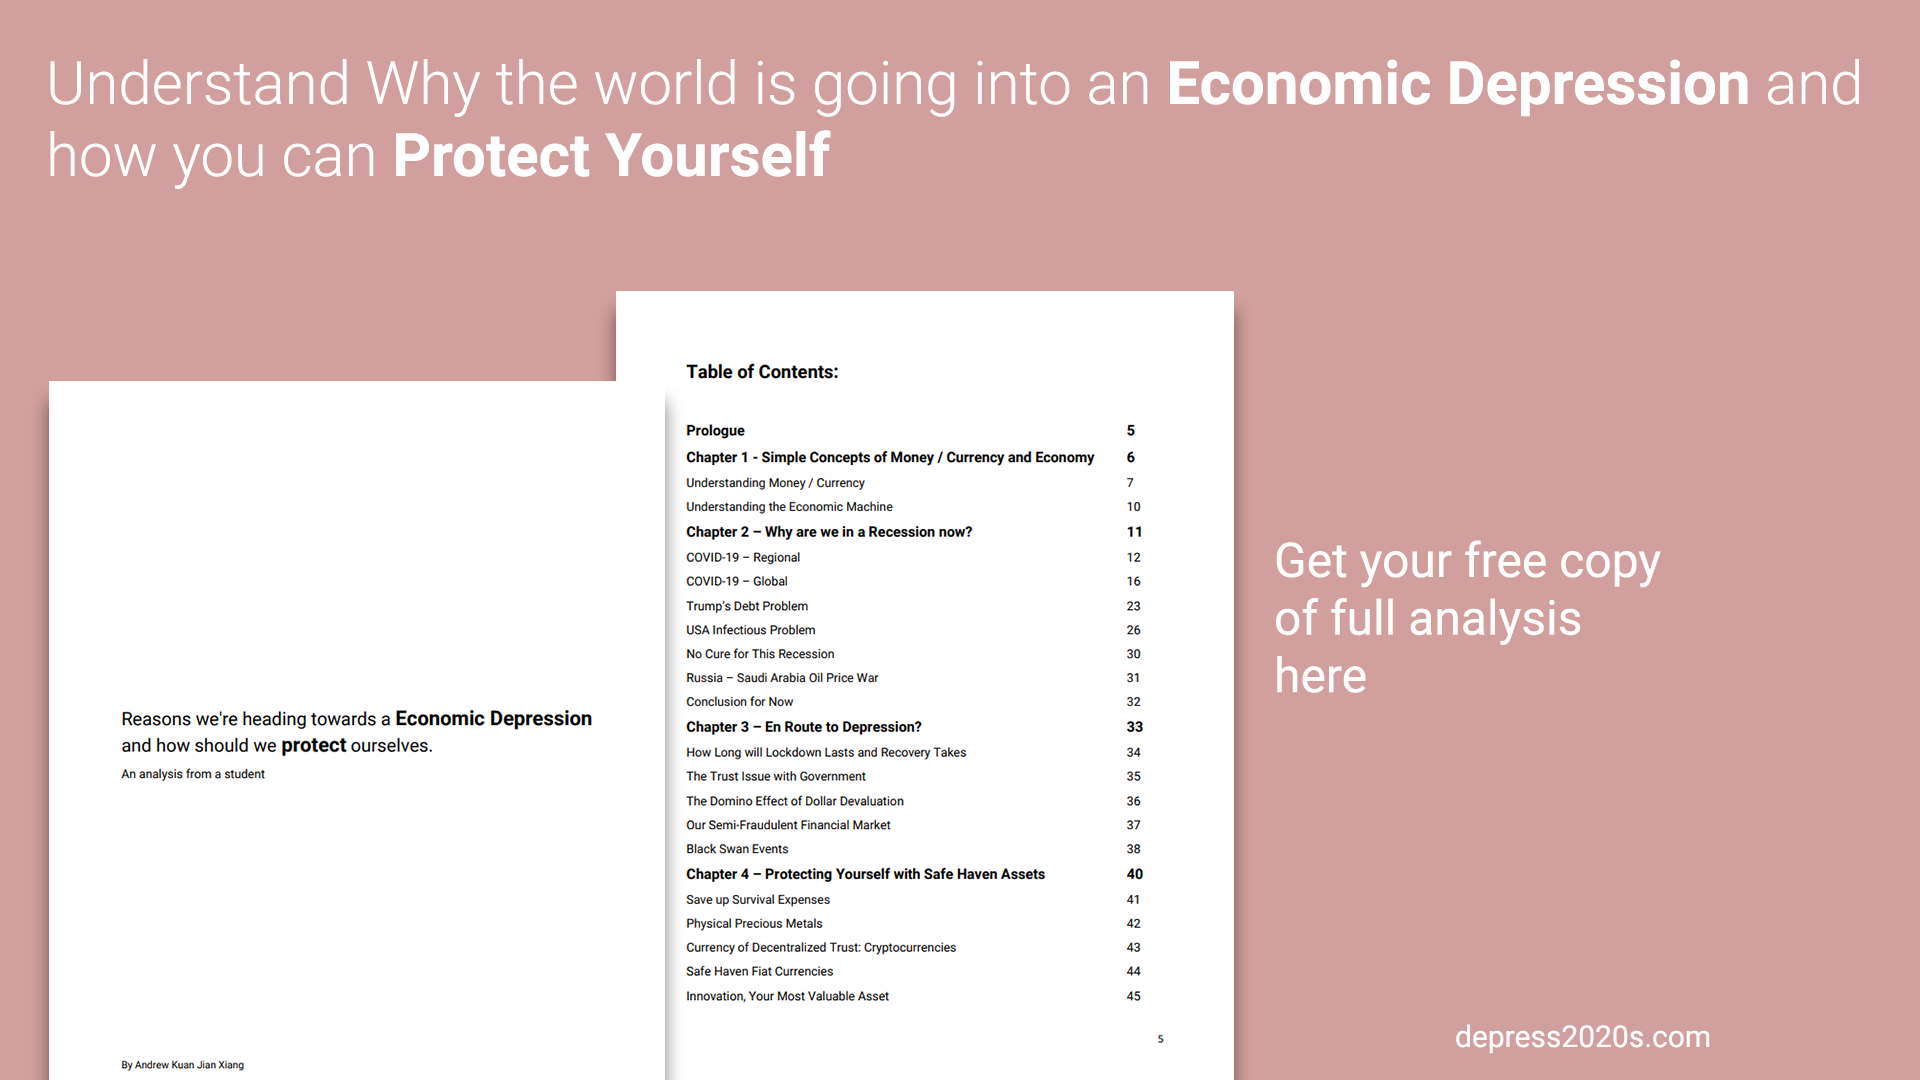 Understand Why the world is going into an Economic Depression and
how you can Protect Yourself
Reasons we're heading towards a Economic Depression
and how should we protect ourselves.
An analysis from a student
By Andrew Kuan Jian Xiang
Table of Contents:
Prologue 5
Chapter 1 - Simple Concepts of Money / Currency and Economy 6
Understanding Money / Currency 7
Understanding the Economic Machine 10
Chapter 2 – Why are we in a Recession now? 11
COVID-19 – Regional 12
COVID-19 – Global 16
Trump’s Debt Problem 23
USA Infectious Problem 26
No Cure for This Recession 30
Russia – Saudi Arabia Oil Price War 31
Conclusion for Now 32
Chapter 3 – En Route to Depression? 33
How Long will Lockdown Lasts and Recovery Takes 34
The Trust Issue with Government 35
The Domino Effect of Dollar Devaluation 36
Our Semi-Fraudulent Financial Market 37
Black Swan Events 38
Chapter 4 – Protecting Yourself with Safe Haven Assets 40
Save up Survival Expenses 41
Physical Precious Metals 42
Currency of Decentralized Trust: Cryptocurrencies 43
Safe Haven Fiat Currencies 44
Innovation, Your Most Valuable Asset 45
5
Get your free copy
of full analysis
here
depress2020s.com